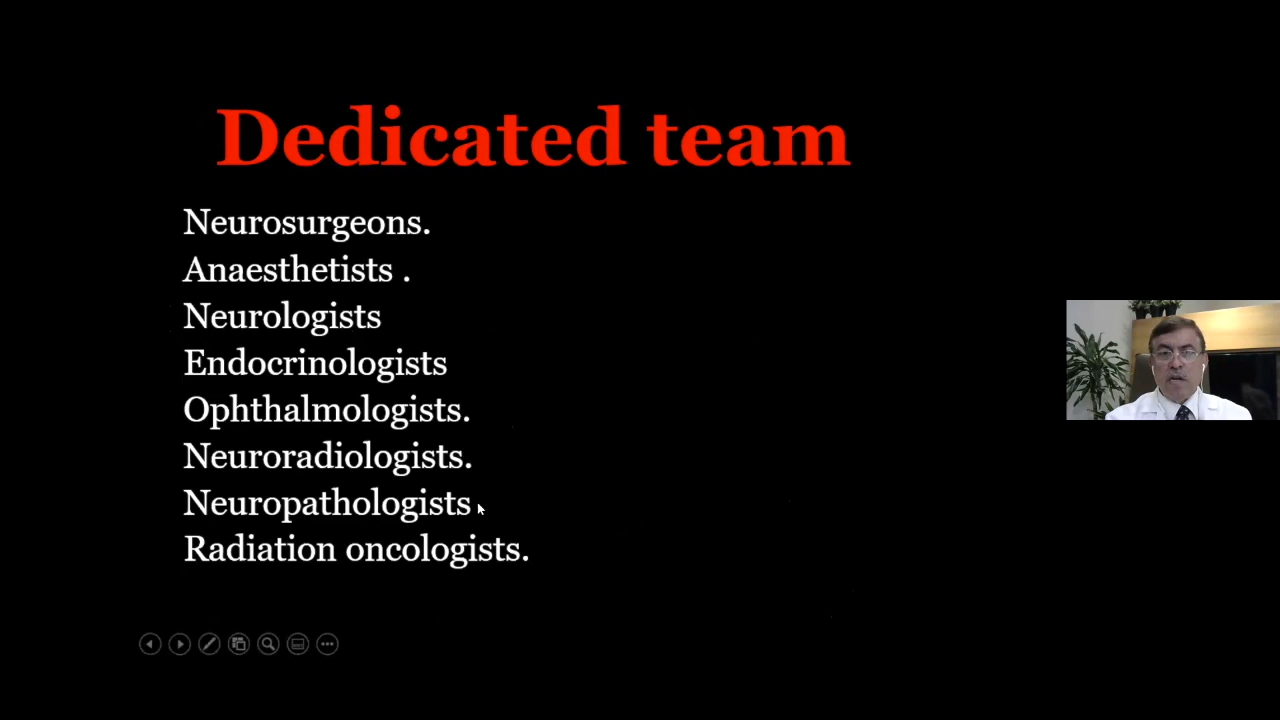 Dedicated team
Neurosurgeons.
Anaesthetists .
Neurologists
Endocrinologists
Ophthalmologists.
Neuroradiologists.
Neuropathologists
Radiation oncologists.